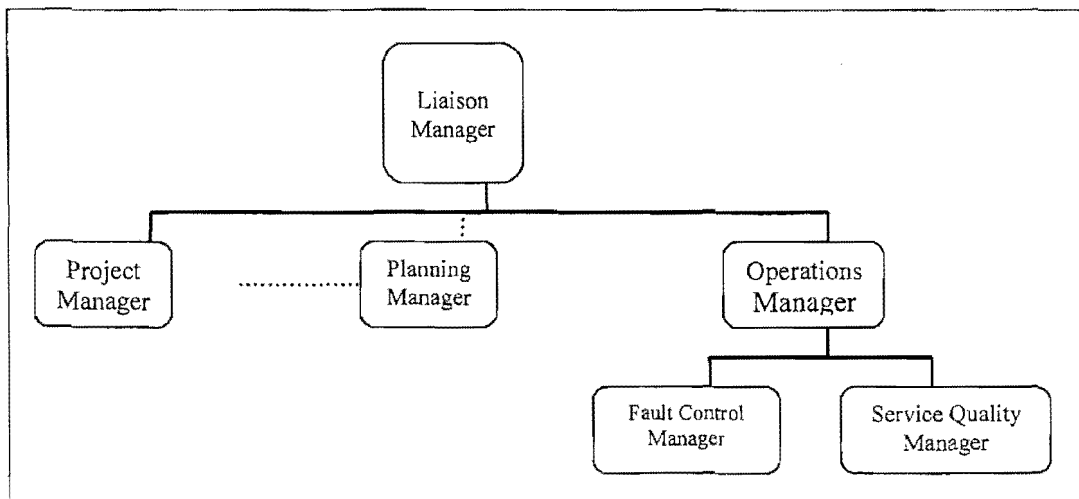 Liaison
Manager
Project
Manager
Planning
Manager
Operations
Manager
Fault Control
Manager
Service Quality
Manager